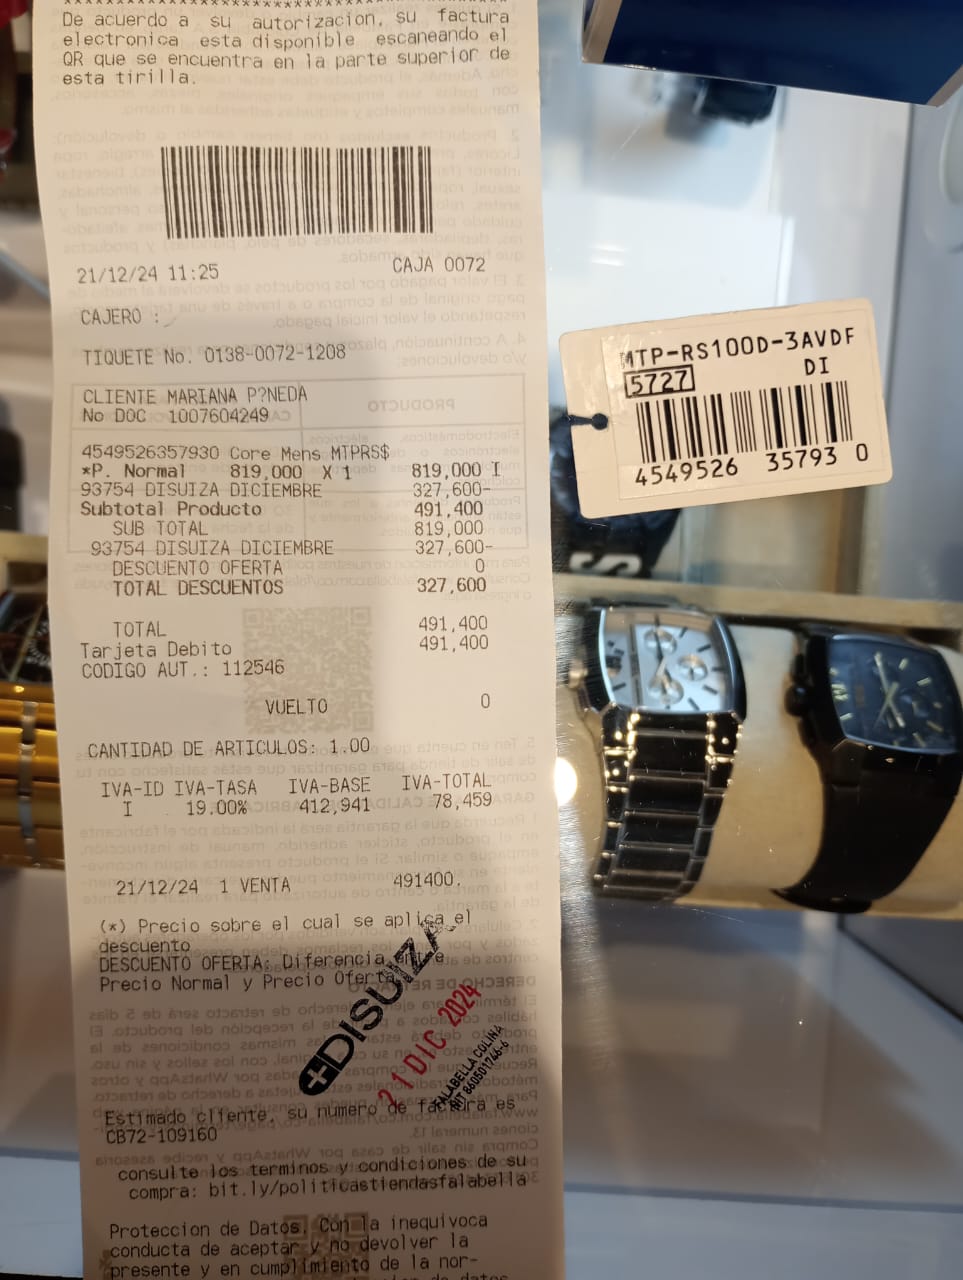 De acuerdo a su autorizacion, su factura
electronica esta disponible escaneando el
QR que se encuentra en la parte superior de
esta tirilla.
21/12/24 11:25 CAJA 0072
CAJERO :
TIQUETE No. 0138-0072-1208
CLIENTE MARIANA P?NEDA
No DOC 1007604249
4549526357930 Core Mens MTPRS$
*P. Normal 819,000 X 1 819,000 I
93754 DISUIZA DICIEMBRE 327,600-
Subtotal Producto 491,400
SUB TOTAL 819,000
93754 DISUIZA DICIEMBRE 327,600-
DESCUENTO OFERTA 0
TOTAL DESCUENTOS 327,600
TOTAL 491,400
Tarjeta Debito 491,400
CODIGO AUT.: 112546
VUELTO 0
CANTIDAD DE ARTICULOS: 1.00
IVA-ID IVA-TASA IVA-BASE IVA-TOTAL
I 19.00% 412,941 78,459
21/12/24 1 VENTA 491400.
(*) Precio sobre el cual se aplica el
descuento
DESCUENTO OFERTA: Diferencia entre
Precio Normal y Precio Oferta
DISUIZA
21 DIC 2024
FALABELLA COLINA
NIT 860501746-6
Estimado cliente, su numero de factura es
CB72-109160
consulte los terminos y condiciones de su
compra: bit.ly/politicastiendasfalabella
Proteccion de Datos. Con la inequivoca
conducta de aceptar y no devolver la
presente y en cumplimiento de la nor-
MTP-RS100D-3AVDF
5727 DI
4549526 35793 0